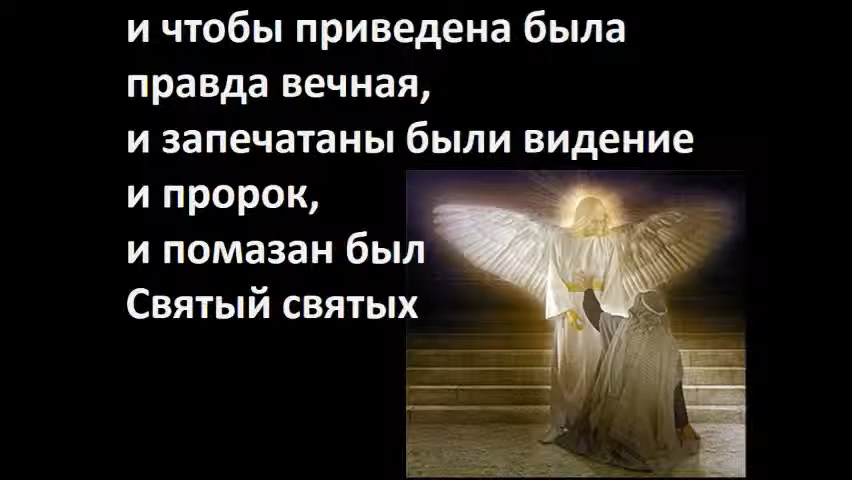 и чтобы приведена была
правда вечная,
и запечатаны были видение
и пророк,
и помазан был
Святый святых